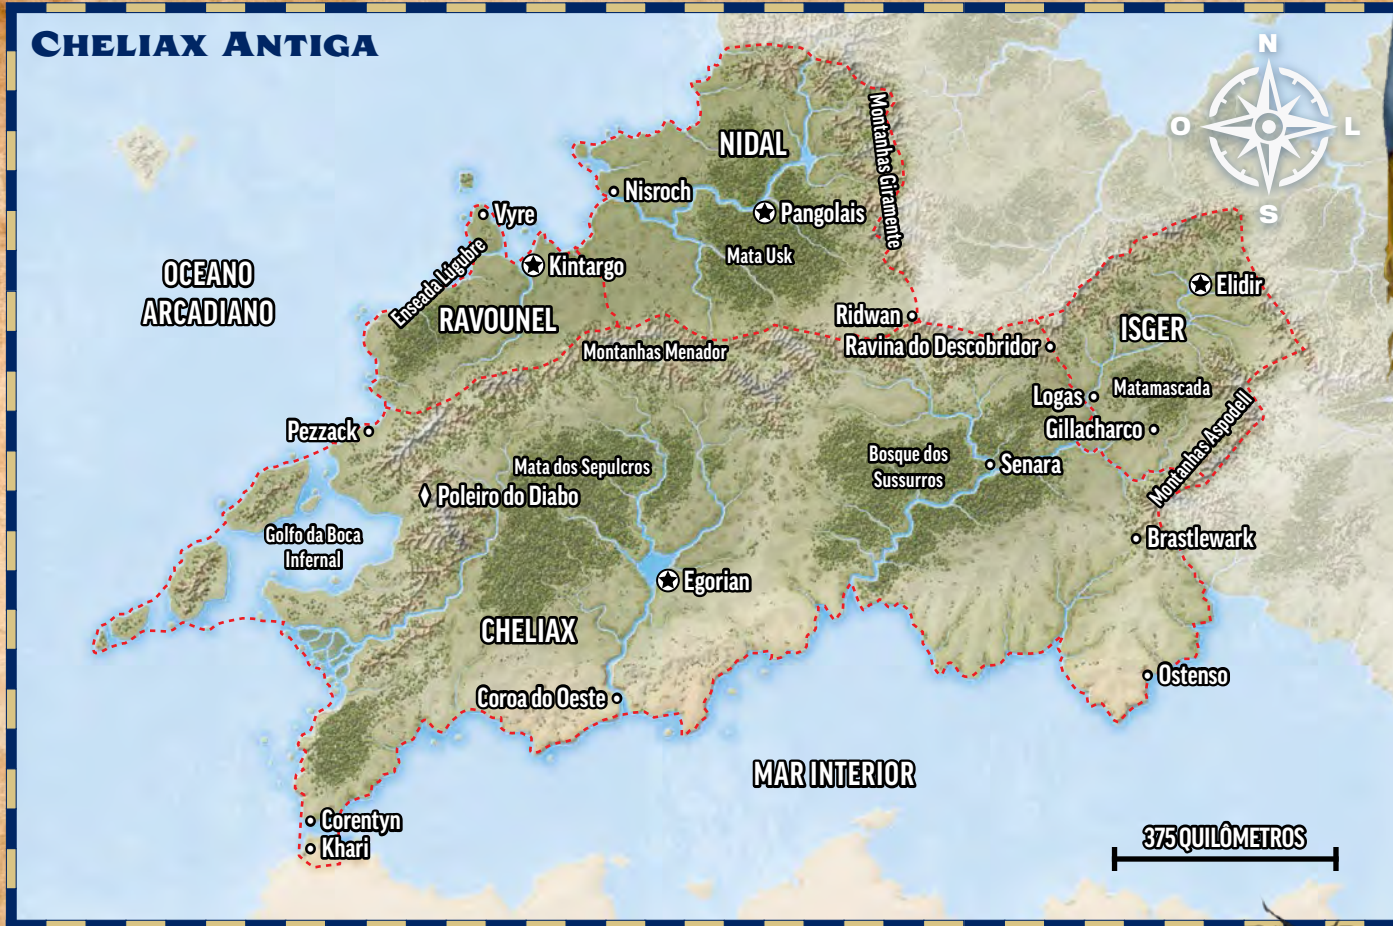 CHELIAX ANTIGA
N
O
L
S
NIDAL
Montanhas Giramente
Nisroch
Pangolais
Vyre
Mata Usk
Enseada Lúgubre
Kintargo
OCEANO
ARCADIANO
RAVOUNEL
Elidir
Ridwan
ISGER
Ravina do Descobridor
Montanhas Menador
Logas
Matamascada
Pezzack
Gillacharco
Montanhas Aspodell
Mata dos Sepulcros
Bosque dos
Sussurros
Senara
Poleiro do Diabo
Golfo da Boca
Infernal
Brastlewark
Egorian
CHELIAX
Ostenso
Coroa do Oeste
MAR INTERIOR
Corentyn
Khari
375 QUILÔMETROS